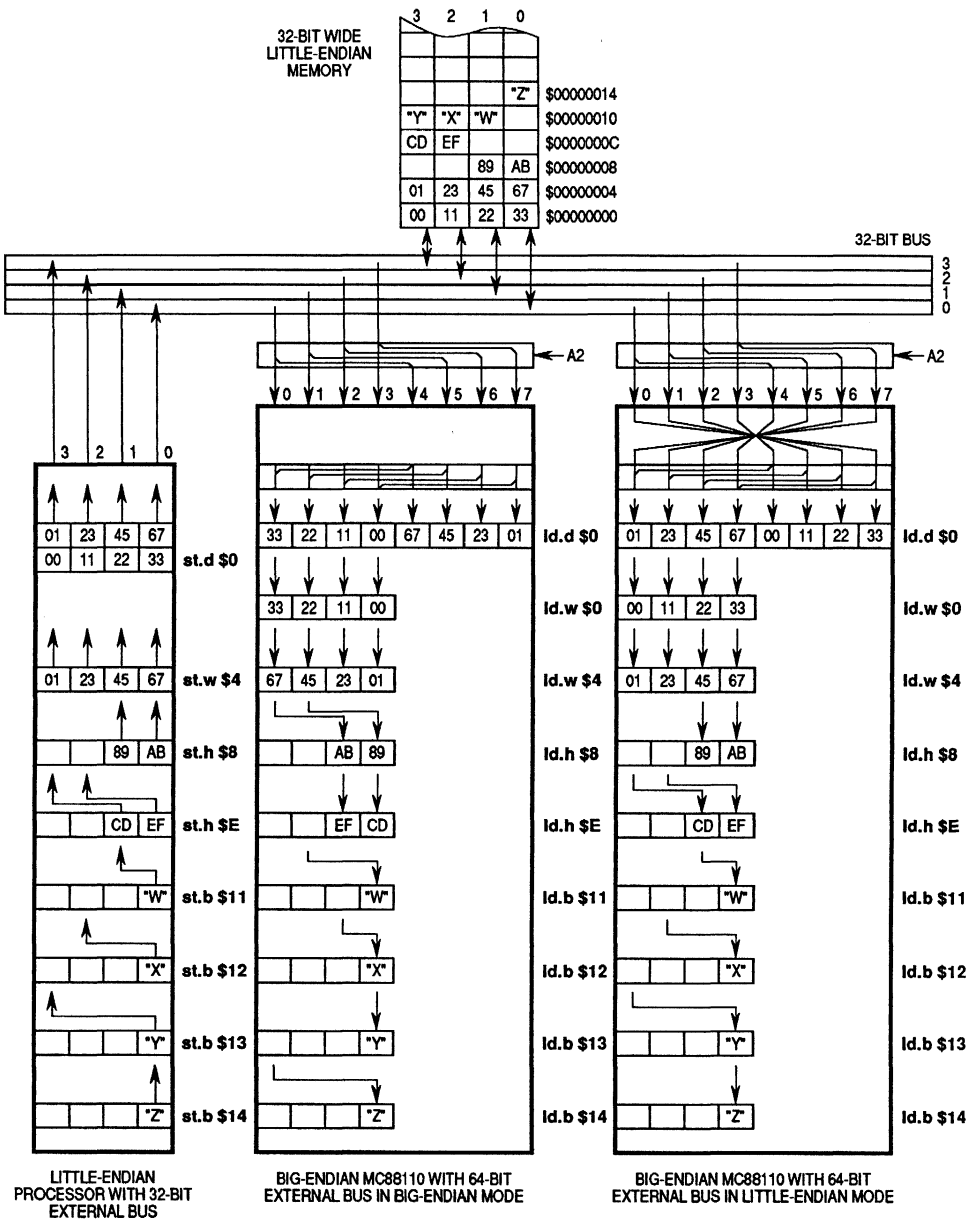 3 2 1 0
32-BIT WIDE
LITTLE-ENDIAN
MEMORY
"Z" $00000014
"Y" "X" "W" $00000010
CD EF $0000000C
89 AB $00000008
01 23 45 67 $00000004
00 11 22 33 $00000000
32-BIT BUS
3
2
1
0
A2 A2
0 1 2 3 4 5 6 7 0 1 2 3 4 5 6 7
3 2 1 0
01 23 45 67 33 22 11 00 67 45 23 01 ld.d $0 01 23 45 67 00 11 22 33 ld.d $0
00 11 22 33 st.d $0
33 22 11 00 ld.w $0 00 11 22 33 ld.w $0
01 23 45 67 st.w $4 67 45 23 01 ld.w $4 01 23 45 67 ld.w $4
89 AB st.h $8 AB 89 ld.h $8 89 AB ld.h $8
CD EF st.h $E EF CD ld.h $E CD EF ld.h $E
"W" st.b $11 "W" ld.b $11 "W" ld.b $11
"X" st.b $12 "X" ld.b $12 "X" ld.b $12
"Y" st.b $13 "Y" ld.b $13 "Y" ld.b $13
"Z" st.b $14 "Z" ld.b $14 "Z" ld.b $14
LITTLE-ENDIAN
PROCESSOR WITH 32-BIT
EXTERNAL BUS
BIG-ENDIAN MC88110 WITH 64-BIT
EXTERNAL BUS IN BIG-ENDIAN MODE
BIG-ENDIAN MC88110 WITH 64-BIT
EXTERNAL BUS IN LITTLE-ENDIAN MODE